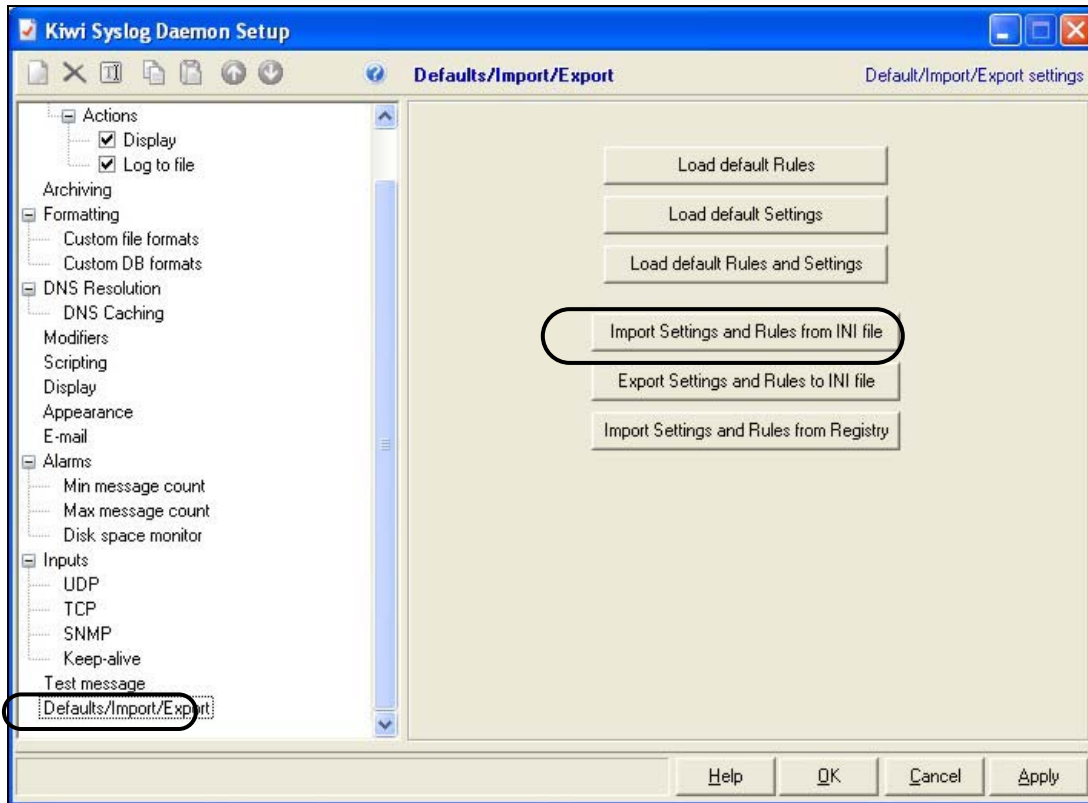 Kiwi Syslog Daemon Setup
Defaults/Import/Export
Default/Import/Export settings
Actions
Display
Log to file
Archiving
Formatting
Custom file formats
Custom DB formats
DNS Resolution
DNS Caching
Modifiers
Scripting
Display
Appearance
E-mail
Alarms
Min message count
Max message count
Disk space monitor
Inputs
UDP
TCP
SNMP
Keep-alive
Test message
Defaults/Import/Export
Load default Rules
Load default Settings
Load default Rules and Settings
Import Settings and Rules from INI file
Export Settings and Rules to INI file
Import Settings and Rules from Registry
Help
OK
Cancel
Apply